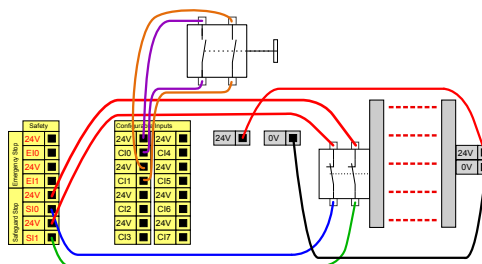 Safety
Emergency Stop
24V
EI0
24V
EI1
Safeguard Stop
24V
SI0
24V
SI1
Configurable Inputs
24V 24V
CI0 CI4
24V 24V
CI1 CI5
24V 24V
CI2 CI6
24V 24V
CI3 CI7
24V 0V
24V
0V